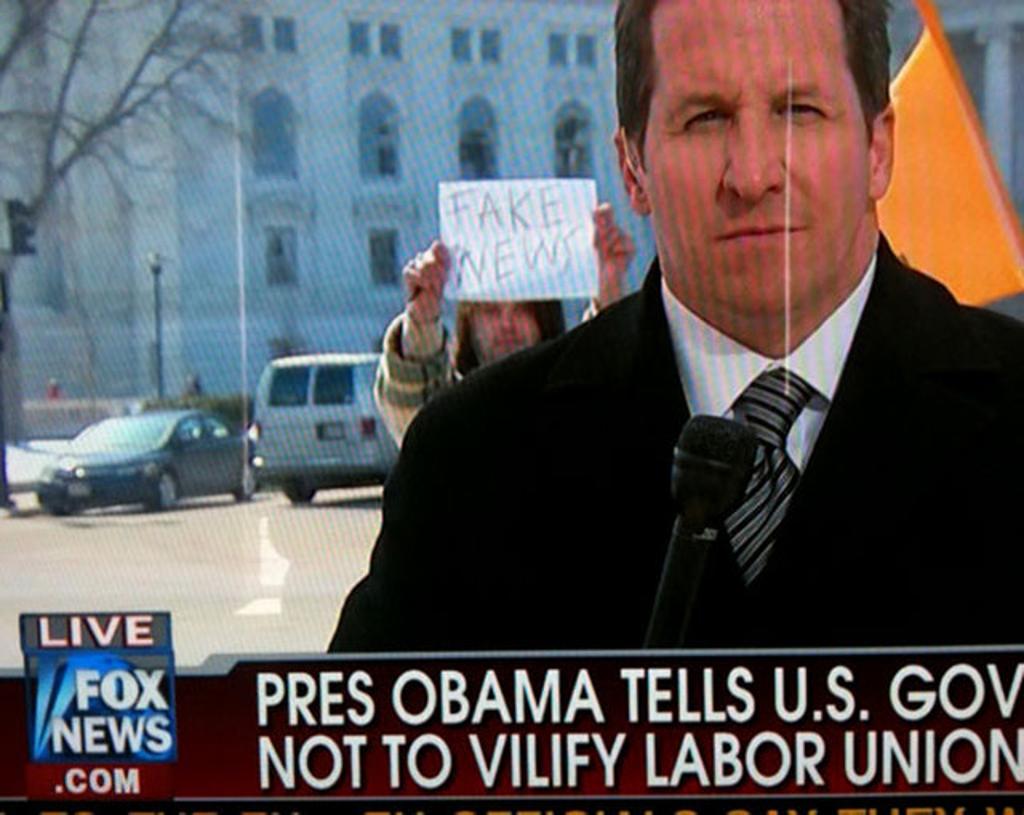 FAKE
NEWS
LIVE
FOX
NEWS
.COM
PRES OBAMA TELLS U.S. GOV
NOT TO VILIFY LABOR UNION